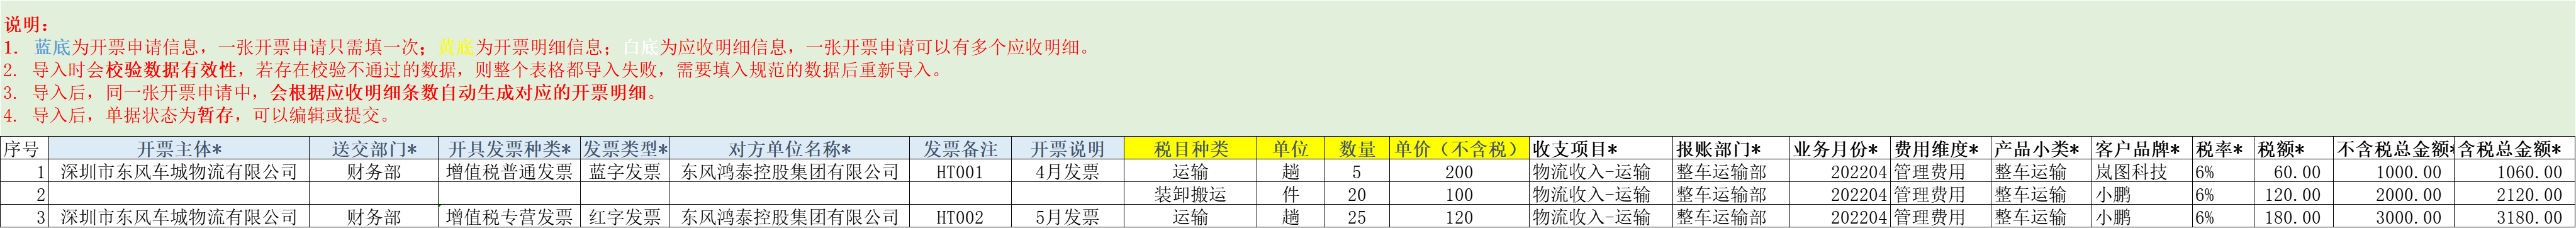 说明:
1. 蓝底为开票申请信息，一张开票申请只需填一次；黄底为开票明细信息；白底为应收明细信息，一张开票申请可以有多个应收明细。
2. 导入时会校验数据有效性，若存在校验不通过的数据，则整个表格都导入失败，需要填入规范的数据后重新导入。
3. 导入后，同一张开票申请中，会根据应收明细条数自动生成对应的开票明细。
4. 导入后，单据状态为暂存，可以编辑或提交。
序号 开票主体* 送交部门* 开具发票种类* 发票类型* 对方单位名称* 发票备注 开票说明 税目种类 单位 数量 单价（不含税） 收支项目* 报账部门* 业务月份* 费用维度* 产品小类* 客户品牌* 税率* 税额* 不含税总金额* 含税总金额*
1 深圳市东风车城物流有限公司 财务部 增值税普通发票 蓝字发票 东风鸿泰控股集团有限公司 HT001 4月发票 运输 趟 5 200 物流收入-运输 整车运输部 202204 管理费用 整车运输 岚图科技 6% 60.00 1000.00 1060.00
2 装卸搬运 件 20 100 物流收入-运输 整车运输部 202204 管理费用 整车运输 小鹏 6% 120.00 2000.00 2120.00
3 深圳市东风车城物流有限公司 财务部 增值税专营发票 红字发票 东风鸿泰控股集团有限公司 HT002 5月发票 运输 趟 25 120 物流收入-运输 整车运输部 202204 管理费用 整车运输 小鹏 6% 180.00 3000.00 3180.00